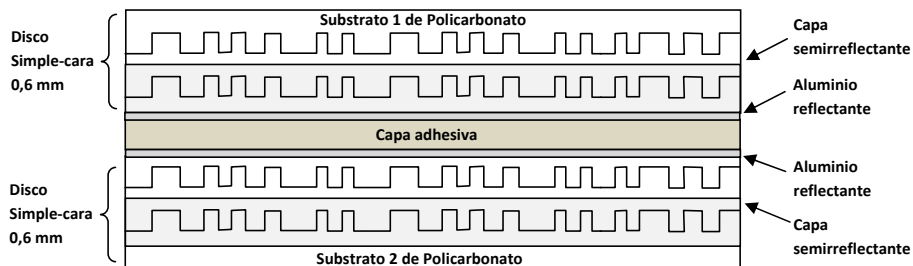 Substrato 1 de Policarbonato
Disco
Simple-cara
0,6 mm
Capa
semirreflectante
Aluminio
reflectante
Capa adhesiva
Aluminio
reflectante
Disco
Simple-cara
0,6 mm
Capa
semirreflectante
Substrato 2 de Policarbonato